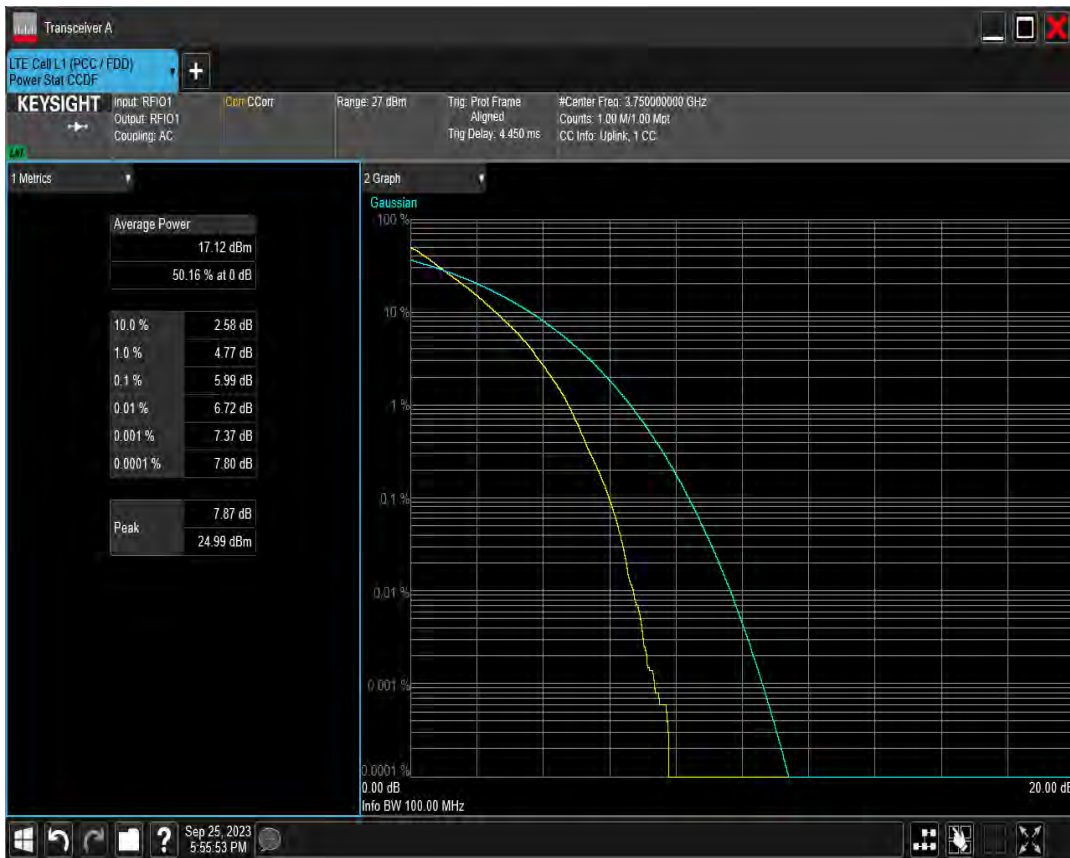 Transceiver A
LTE Cell L1 (PCC / FDD)
Power Stat CCDF
+
KEYSIGHT
Input: RFIO1
Output: RFIO1
Coupling: AC
Corr CCorr
Range: 27 dBm
Trig: Prot Frame
Aligned
Trig Delay: 4.450 ms
#Center Freq: 3.750000000 GHz
Counts: 1.00 M/1.00 Mpt
CC Info: Uplink, 1 CC
1 Metrics
Average Power
17.12 dBm
50.16 % at 0 dB
10.0 % 2.58 dB
1.0 % 4.77 dB
0.1 % 5.99 dB
0.01 % 6.72 dB
0.001 % 7.37 dB
0.0001 % 7.80 dB
Peak
7.87 dB
24.99 dBm
2 Graph
Gaussian
100 %
10 %
1 %
0.1 %
0.01 %
0.001 %
0.0001 %
0.00 dB
20.00 dB
Info BW 100.00 MHz
?
Sep 25, 2023
5:55:53 PM